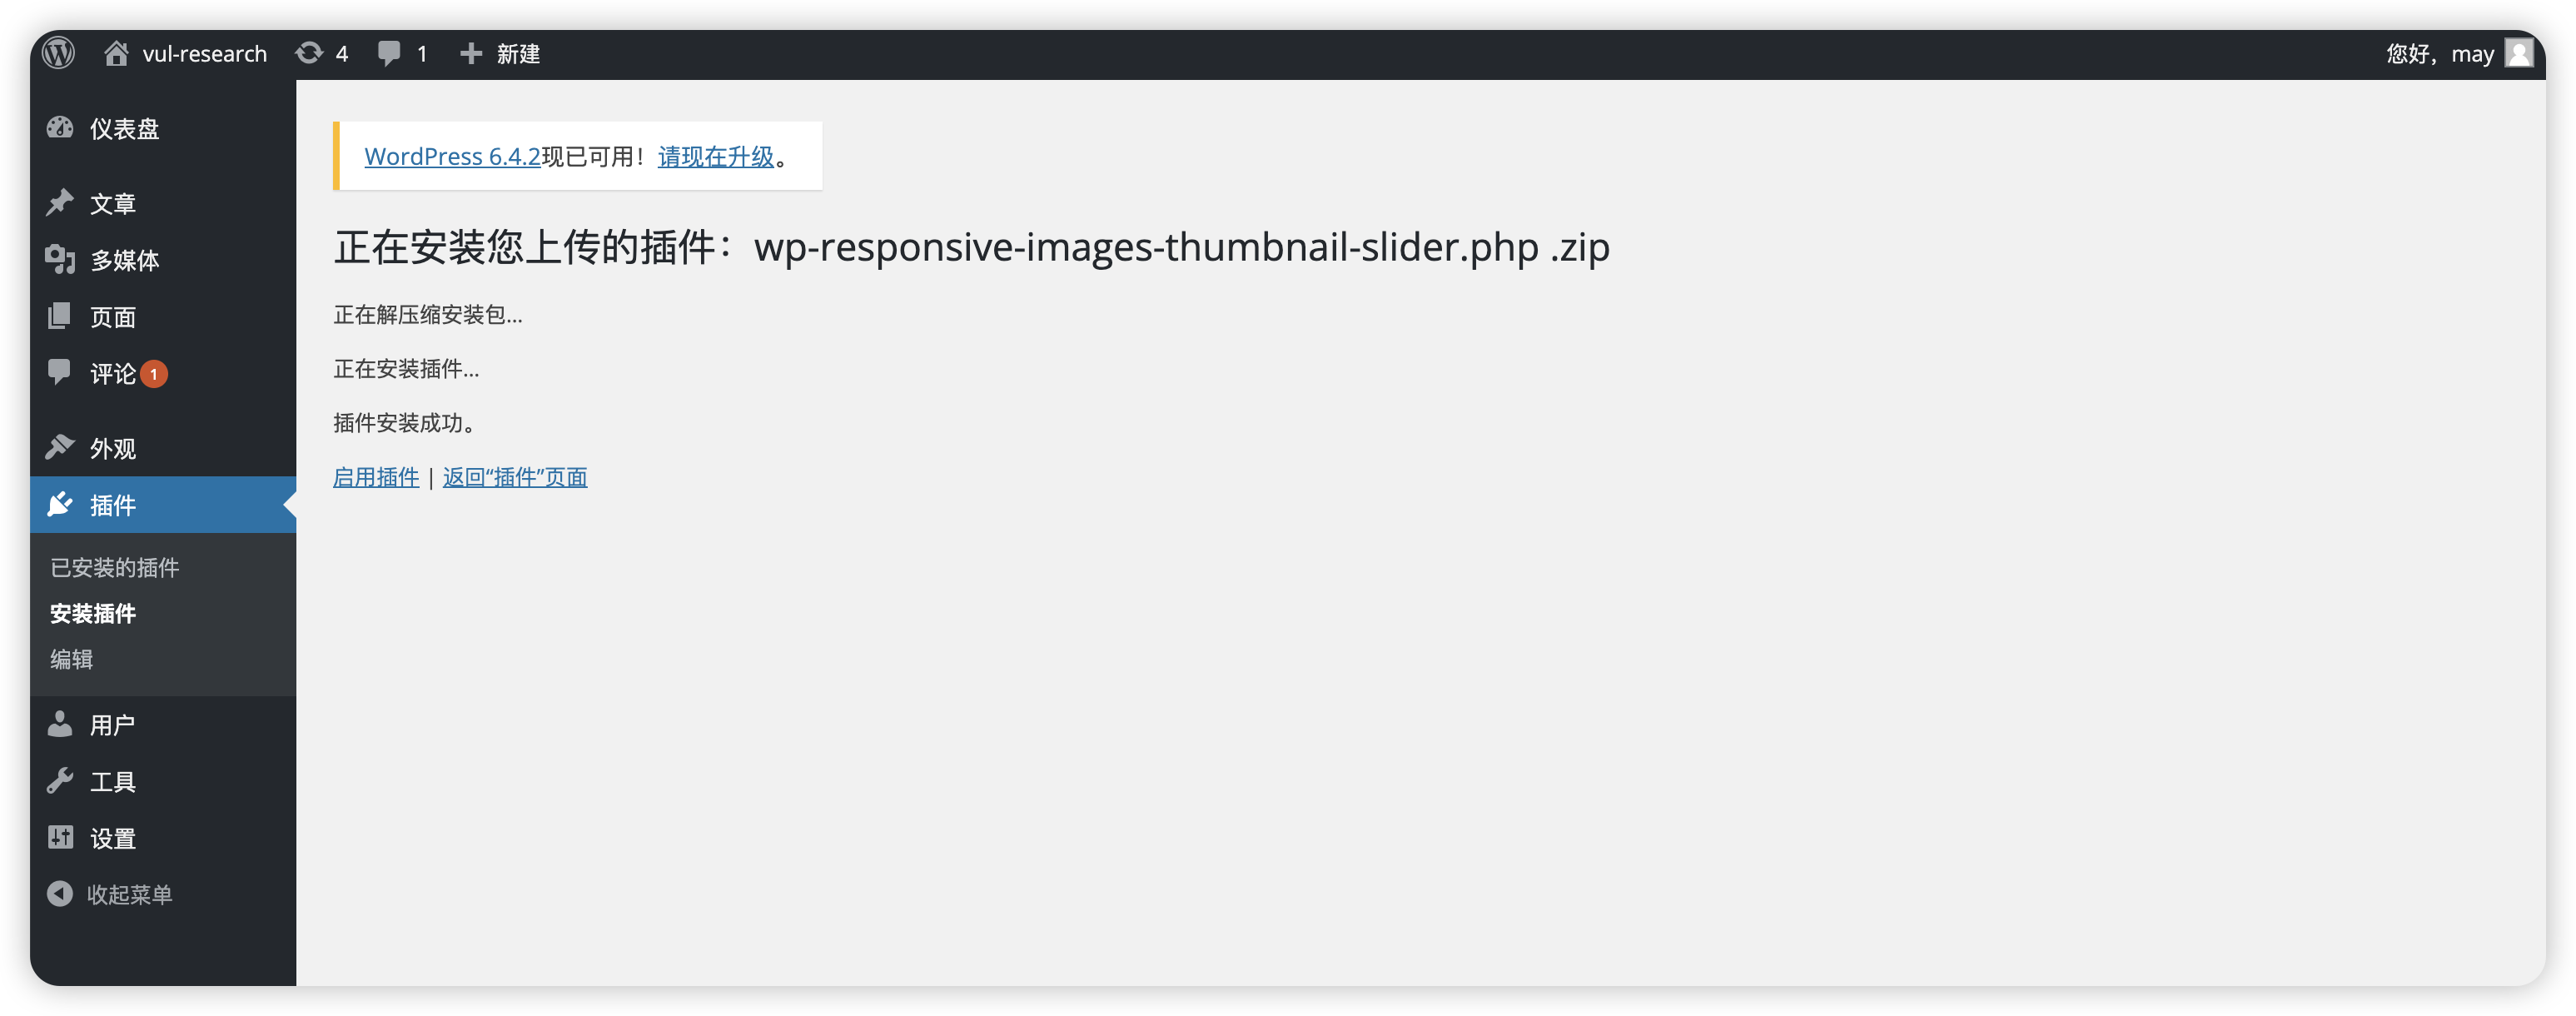 vul-research 4 1 新建 您好，may
仪表盘
文章
多媒体
页面
评论 1
外观
插件
已安装的插件
安装插件
编辑
用户
工具
设置
收起菜单
WordPress 6.4.2现已可用！请现在升级。
正在安装您上传的插件：wp-responsive-images-thumbnail-slider.php .zip
正在解压缩安装包…
正在安装插件…
插件安装成功。
启用插件 | 返回“插件”页面